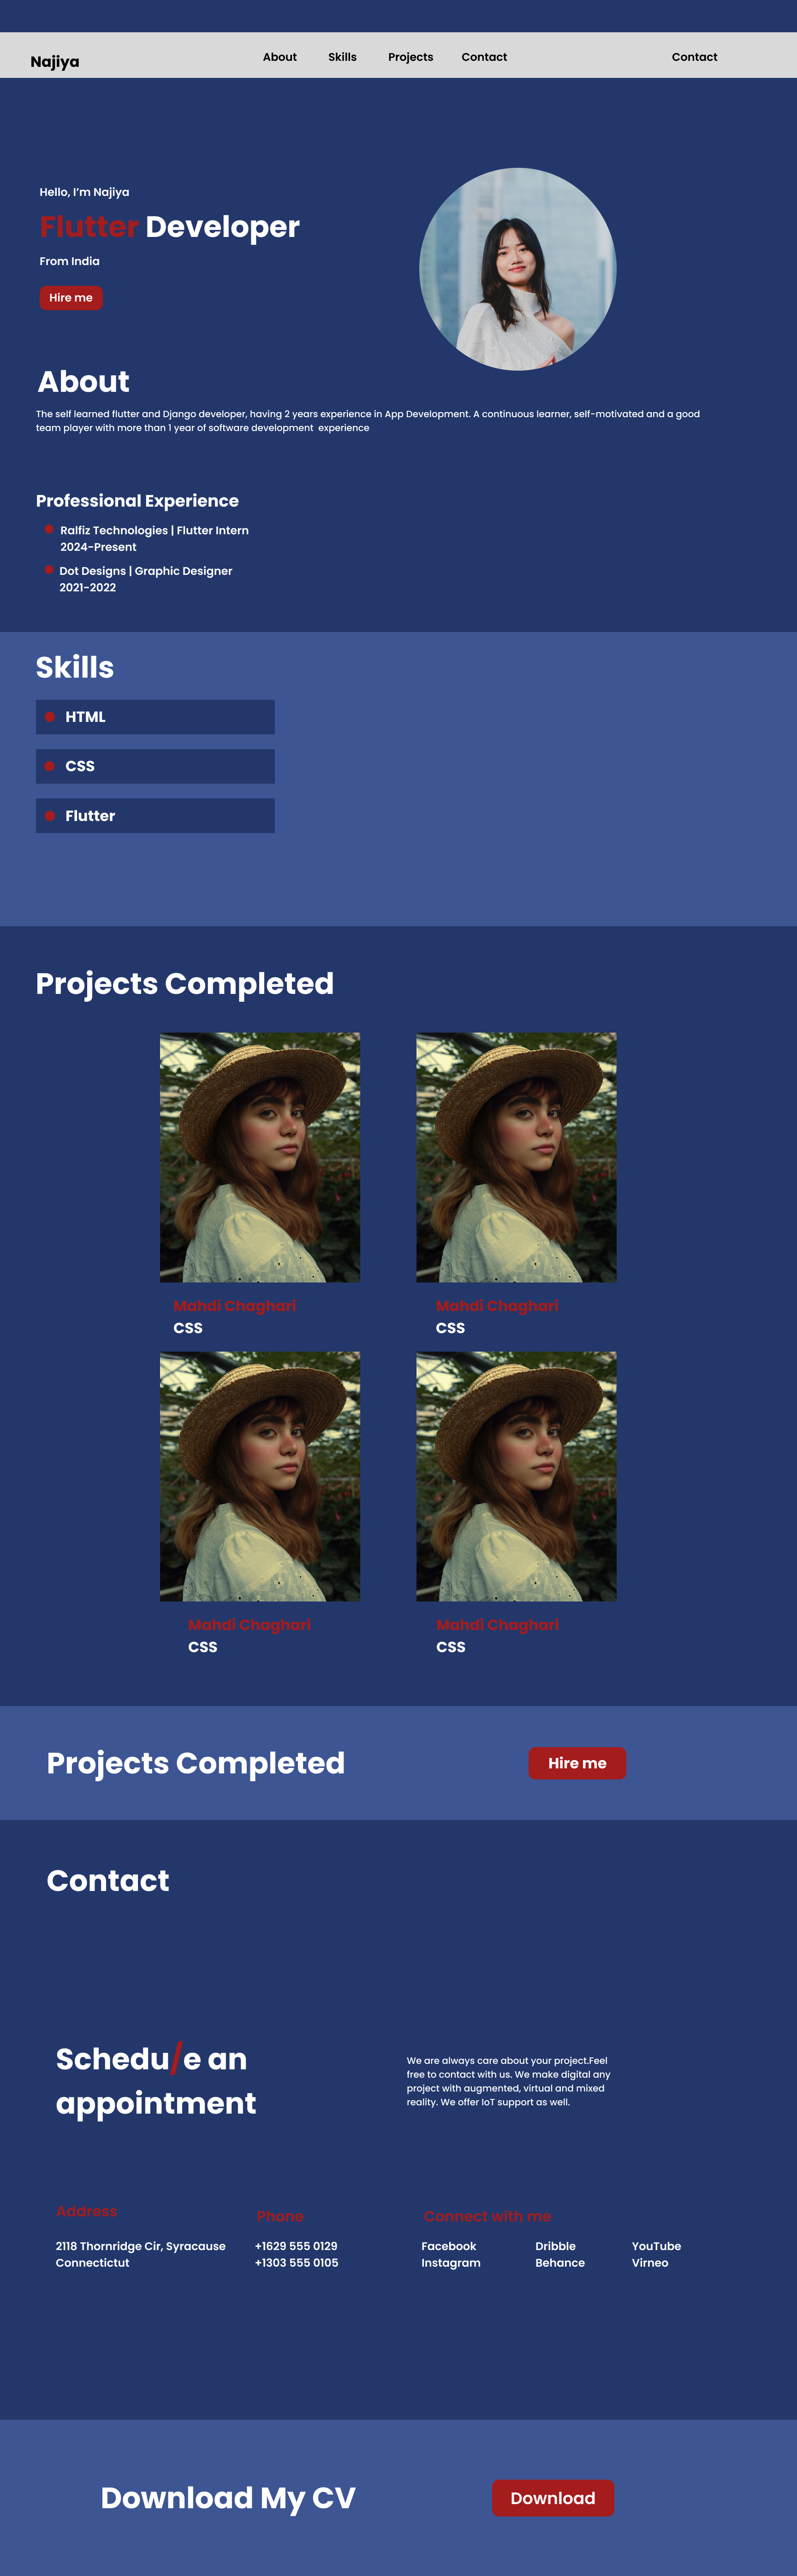 Najiya
About
Skills
Projects
Contact
Contact
Hello, I'm Najiya
Flutter Developer
From India
Hire me
About
The self learned flutter and Django developer, having 2 years experience in App Development. A continuous learner, self-motivated and a good
team player with more than 1 year of software development  experience
Professional Experience
Ralfiz Technologies | Flutter Intern
2024-Present
Dot Designs | Graphic Designer
2021-2022
Skills
HTML
CSS
Flutter
Projects Completed
Mahdi Chaghari
CSS
Mahdi Chaghari
CSS
Mahdi Chaghari
CSS
Mahdi Chaghari
CSS
Projects Completed
Hire me
Contact
Schedu/e an
appointment
We are always care about your project.Feel
free to contact with us. We make digital any
project with augmented, virtual and mixed
reality. We offer IoT support as well.
Address
2118 Thornridge Cir, Syracause
Connectictut
Phone
+1629 555 0129
+1303 555 0105
Connect with me
Facebook
Instagram
Dribble
Behance
YouTube
Virneo
Download My CV
Download